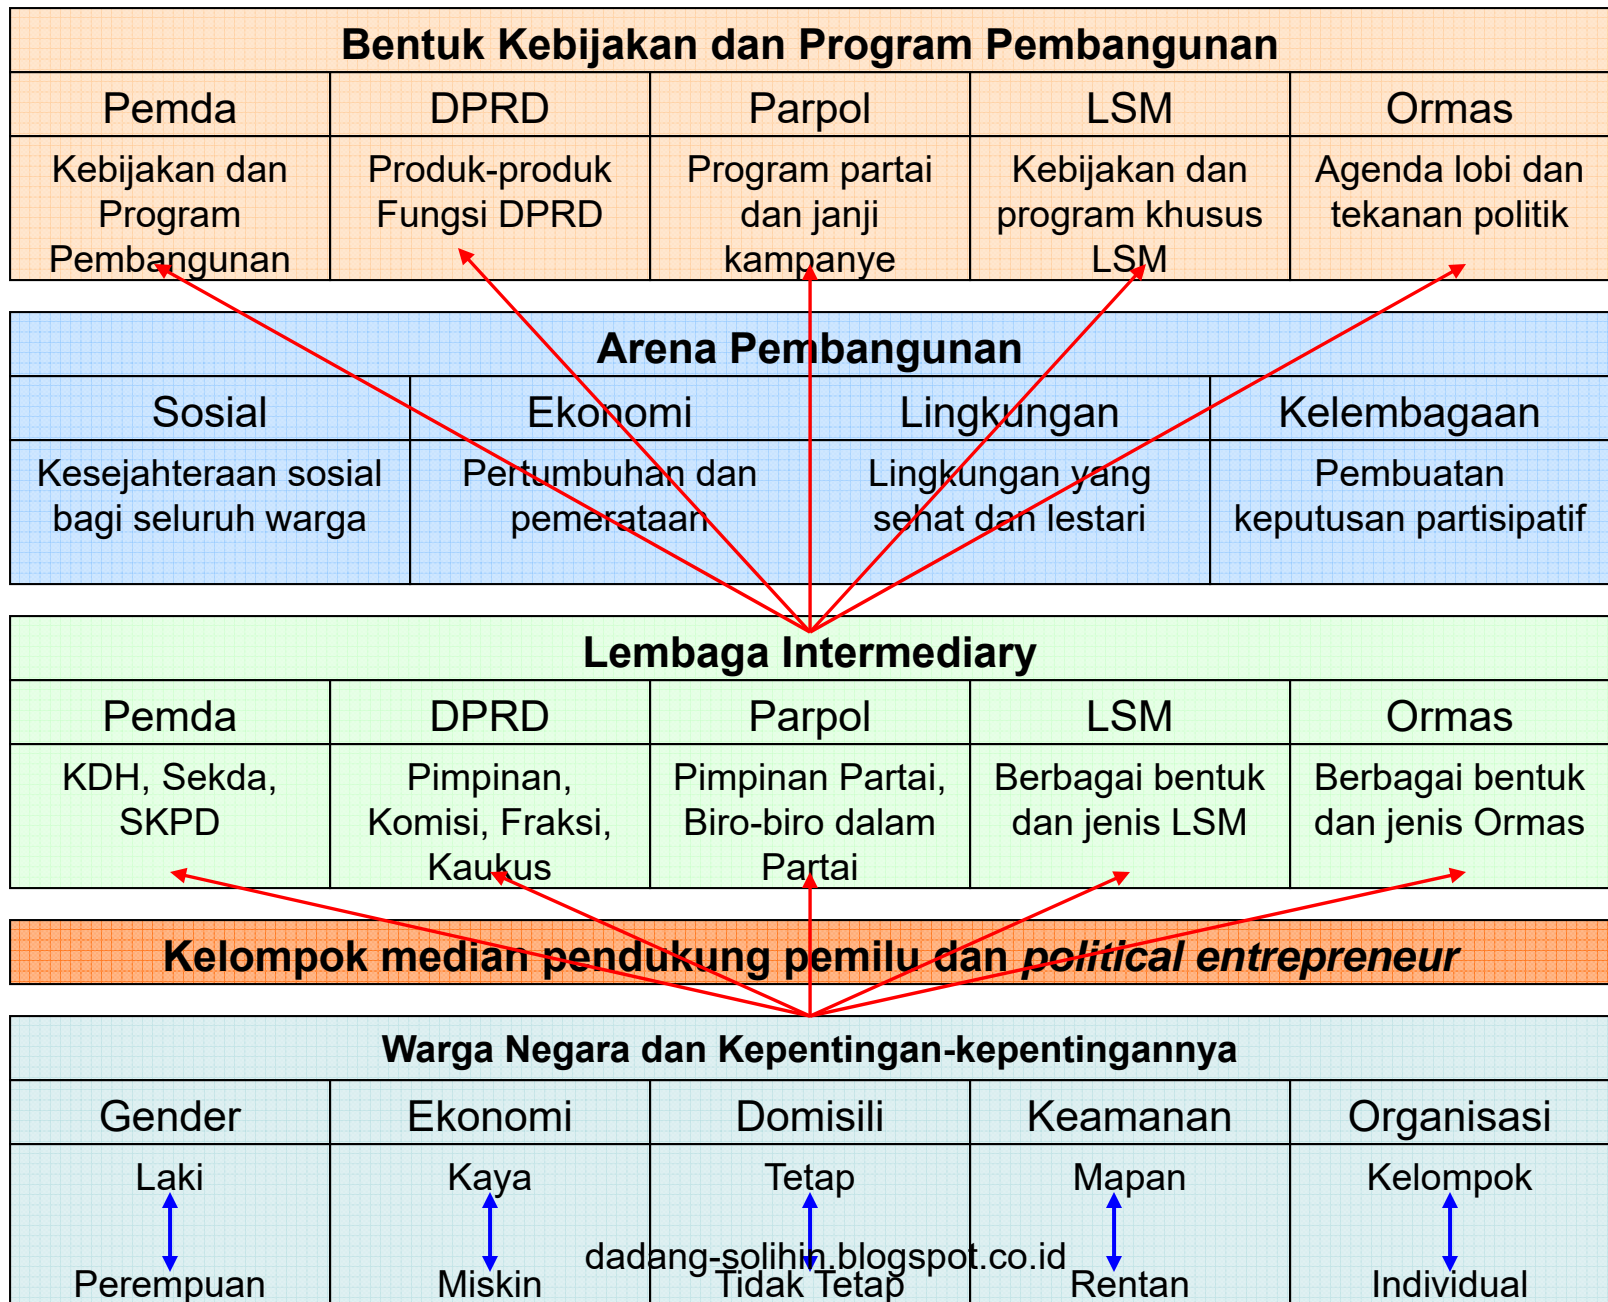 Bentuk Kebijakan dan Program Pembangunan
Pemda
DPRD
Parpol
LSM
Ormas
Kebijakan dan
Program
Pembangunan
Produk-produk
Fungsi DPRD
Program partai
dan janji
kampanye
Kebijakan dan
program khusus
LSM
Agenda lobi dan
tekanan politik
Arena Pembangunan
Sosial
Ekonomi
Lingkungan
Kelembagaan
Kesejahteraan sosial
bagi seluruh warga
Pertumbuhan dan
pemerataan
Lingkungan yang
sehat dan lestari
Pembuatan
keputusan partisipatif
Lembaga Intermediary
Pemda
DPRD
Parpol
LSM
Ormas
KDH, Sekda,
SKPD
Pimpinan,
Komisi, Fraksi,
Kaukus
Pimpinan Partai,
Biro-biro dalam
Partai
Berbagai bentuk
dan jenis LSM
Berbagai bentuk
dan jenis Ormas
Kelompok median pendukung pemilu dan political entrepreneur
Warga Negara dan Kepentingan-kepentingannya
Gender
Ekonomi
Domisili
Keamanan
Organisasi
Laki
Perempuan
Kaya
Miskin
Tetap
Tidak Tetap
Mapan
Rentan
Kelompok
Individual
dadang-solihin.blogspot.co.id